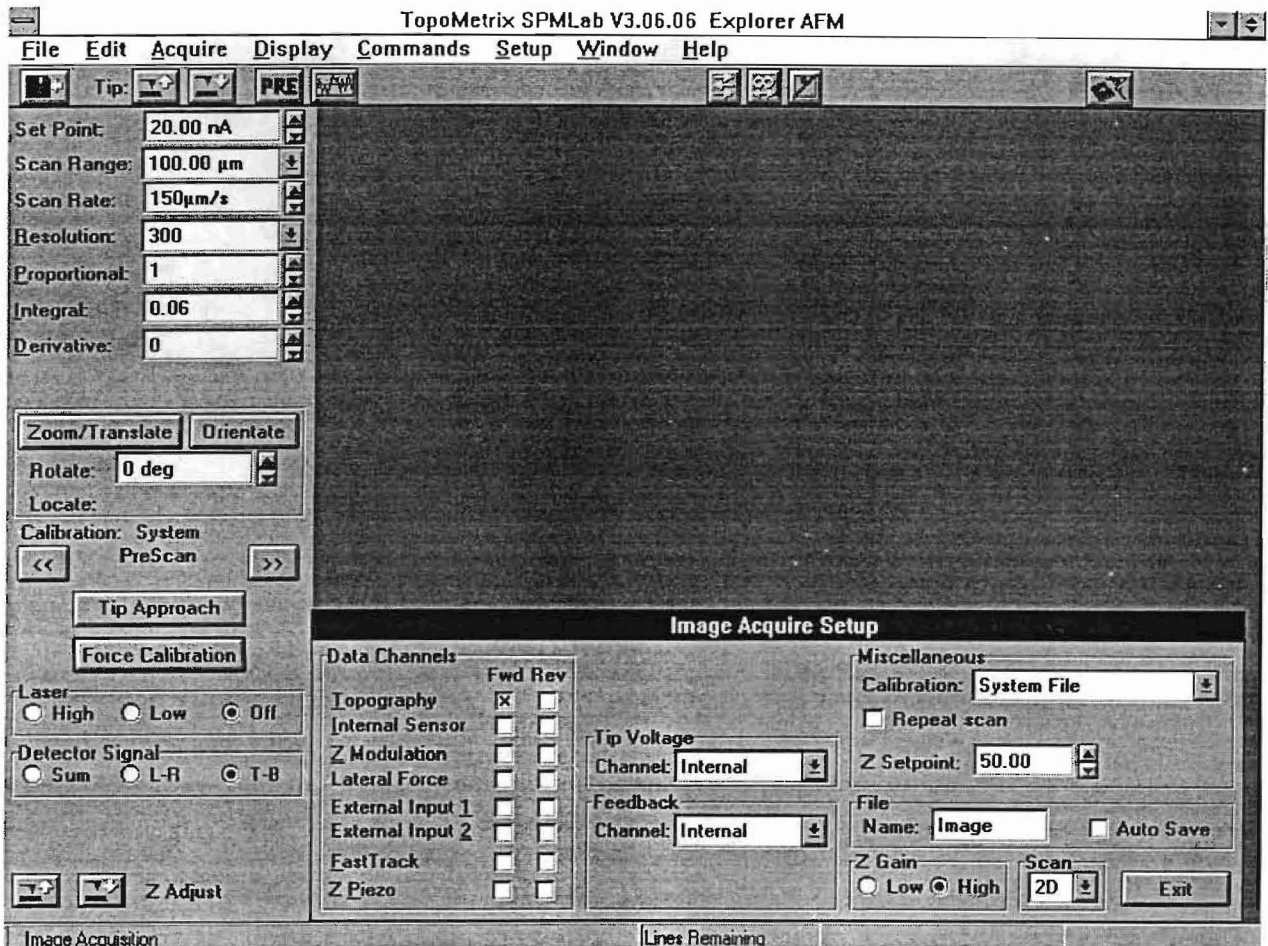 TopoMetrix SPMLab V3.06.06 Explorer AFM
File Edit Acquire Display Commands Setup Window Help
Tip: PRE
Set Point: 20.00 nA
Scan Range: 100.00 µm
Scan Rate: 150µm/s
Resolution: 300
Proportional: 1
Integral: 0.06
Derivative: 0
Zoom/Translate Orientate
Rotate: 0 deg
Locate:
Calibration: System
<< PreScan >>
Tip Approach
Force Calibration
Laser
High Low Off
Detector Signal
Sum L-R T-B
Z Adjust
Image Acquire Setup
Data Channels
Fwd Rev
Topography
Internal Sensor
Z Modulation
Lateral Force
External Input 1
External Input 2
FastTrack
Z Piezo
Tip Voltage
Channel: Internal
Feedback
Channel: Internal
Miscellaneous
Calibration: System File
Repeat scan
Z Setpoint: 50.00
File
Name: Image Auto Save
Z Gain
Low High
Scan
2D
Exit
Image Acquisition Lines Remaining